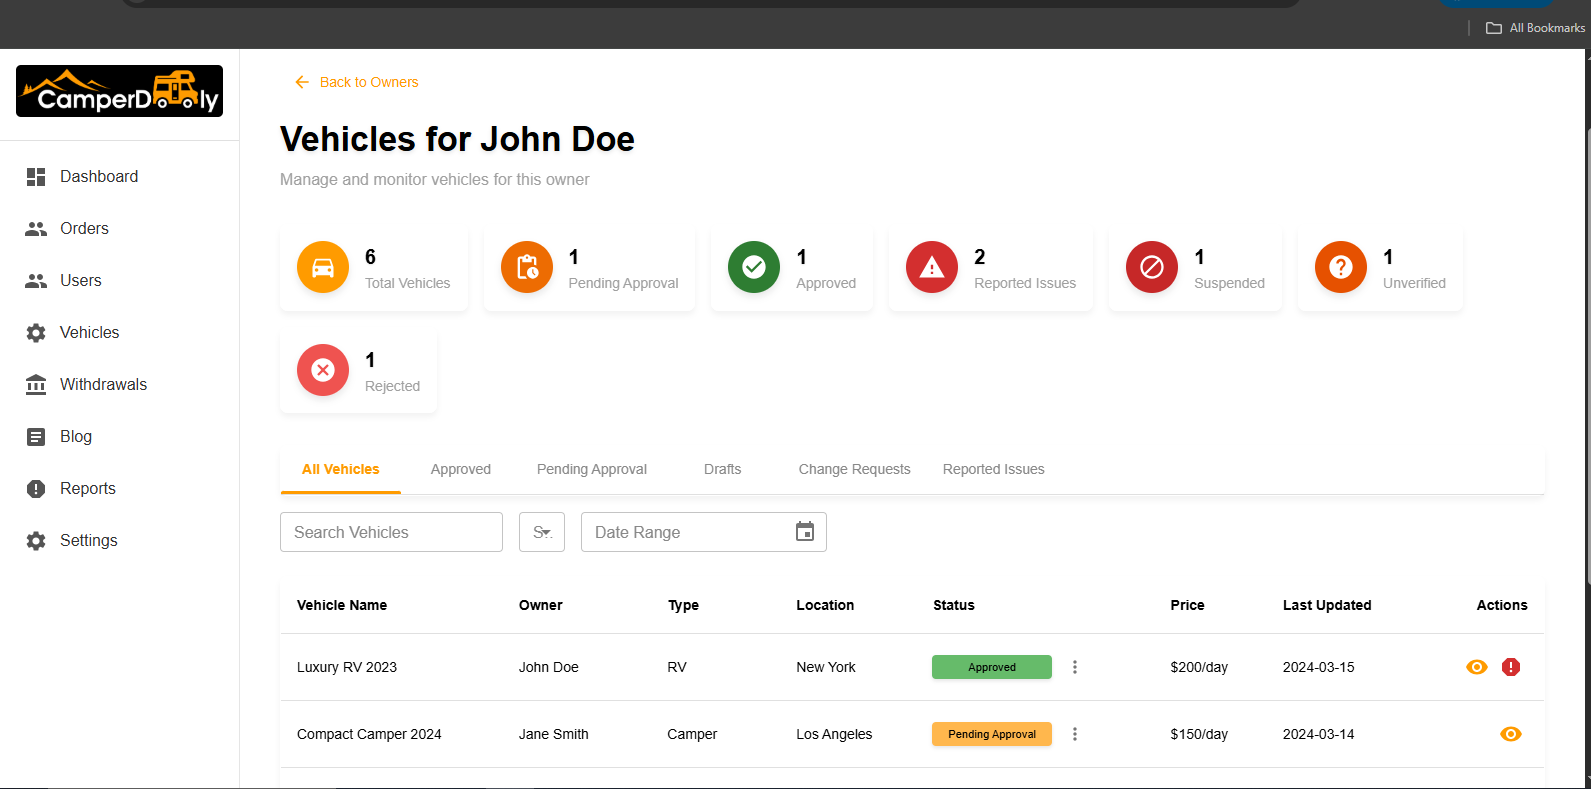 All Bookmarks
CamperDooly
Back to Owners
Vehicles for John Doe
Manage and monitor vehicles for this owner
Dashboard
Orders
Users
Vehicles
Withdrawals
Blog
Reports
Settings
6
Total Vehicles
1
Pending Approval
1
Approved
2
Reported Issues
1
Suspended
1
Unverified
1
Rejected
All Vehicles Approved Pending Approval Drafts Change Requests Reported Issues
Search Vehicles S... Date Range
Vehicle Name Owner Type Location Status Price Last Updated Actions
Luxury RV 2023 John Doe RV New York Approved $200/day 2024-03-15
Compact Camper 2024 Jane Smith Camper Los Angeles Pending Approval $150/day 2024-03-14